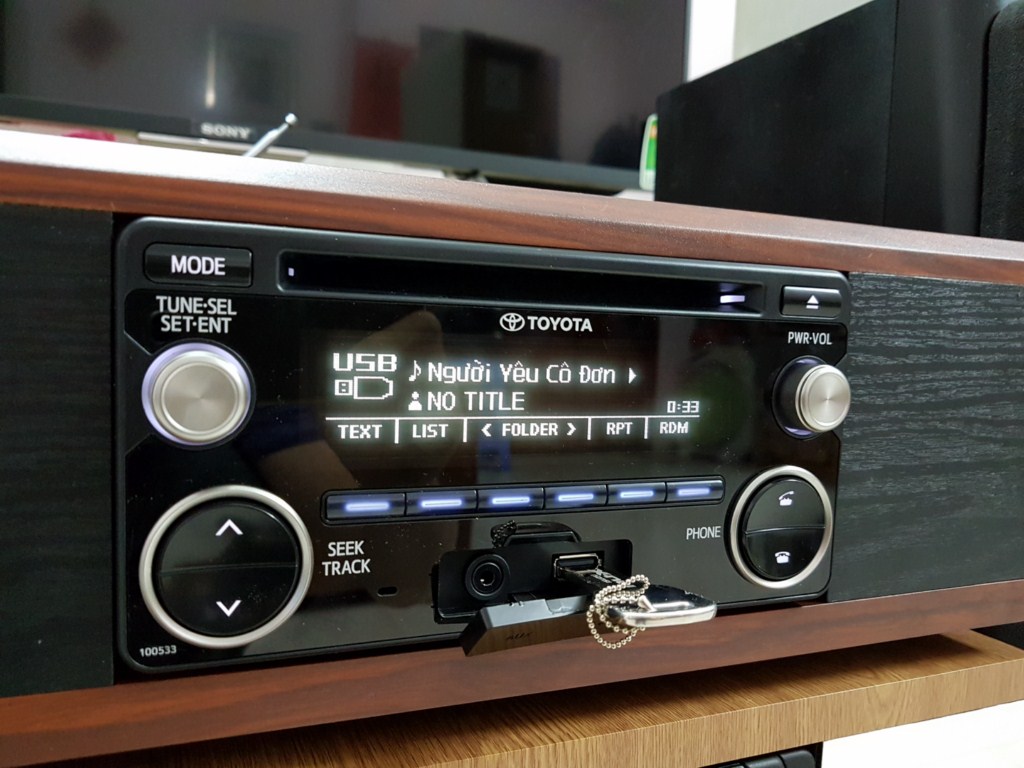 SONY
MODE
TUNE·SEL
SET·ENT
TOYOTA
PWR·VOL
USB
Người Yêu Cô Đơn
NO TITLE
0:33
TEXT | LIST | < FOLDER > | RPT | RDM
SEEK
TRACK
PHONE
AUX
100533